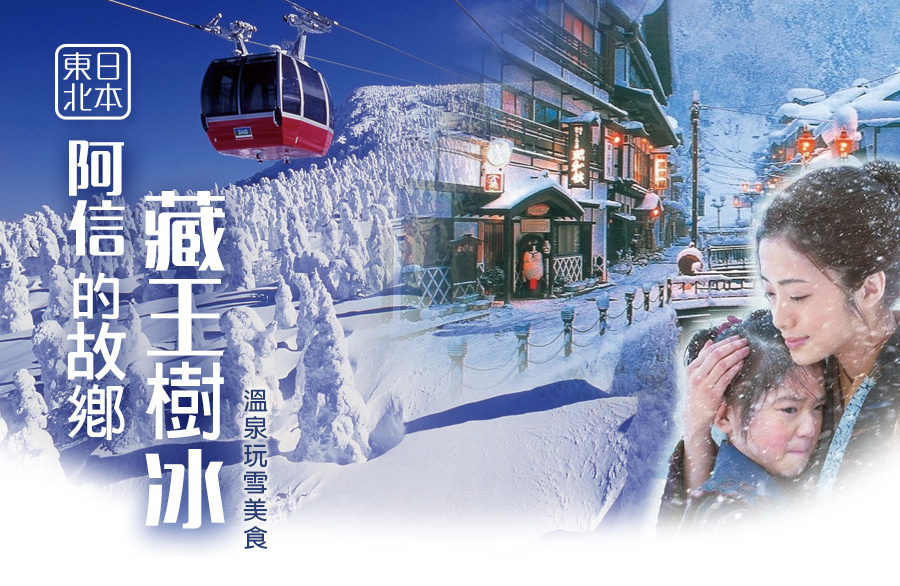 日本
東北
阿信的故鄉
藏王樹冰
溫泉玩雪美食